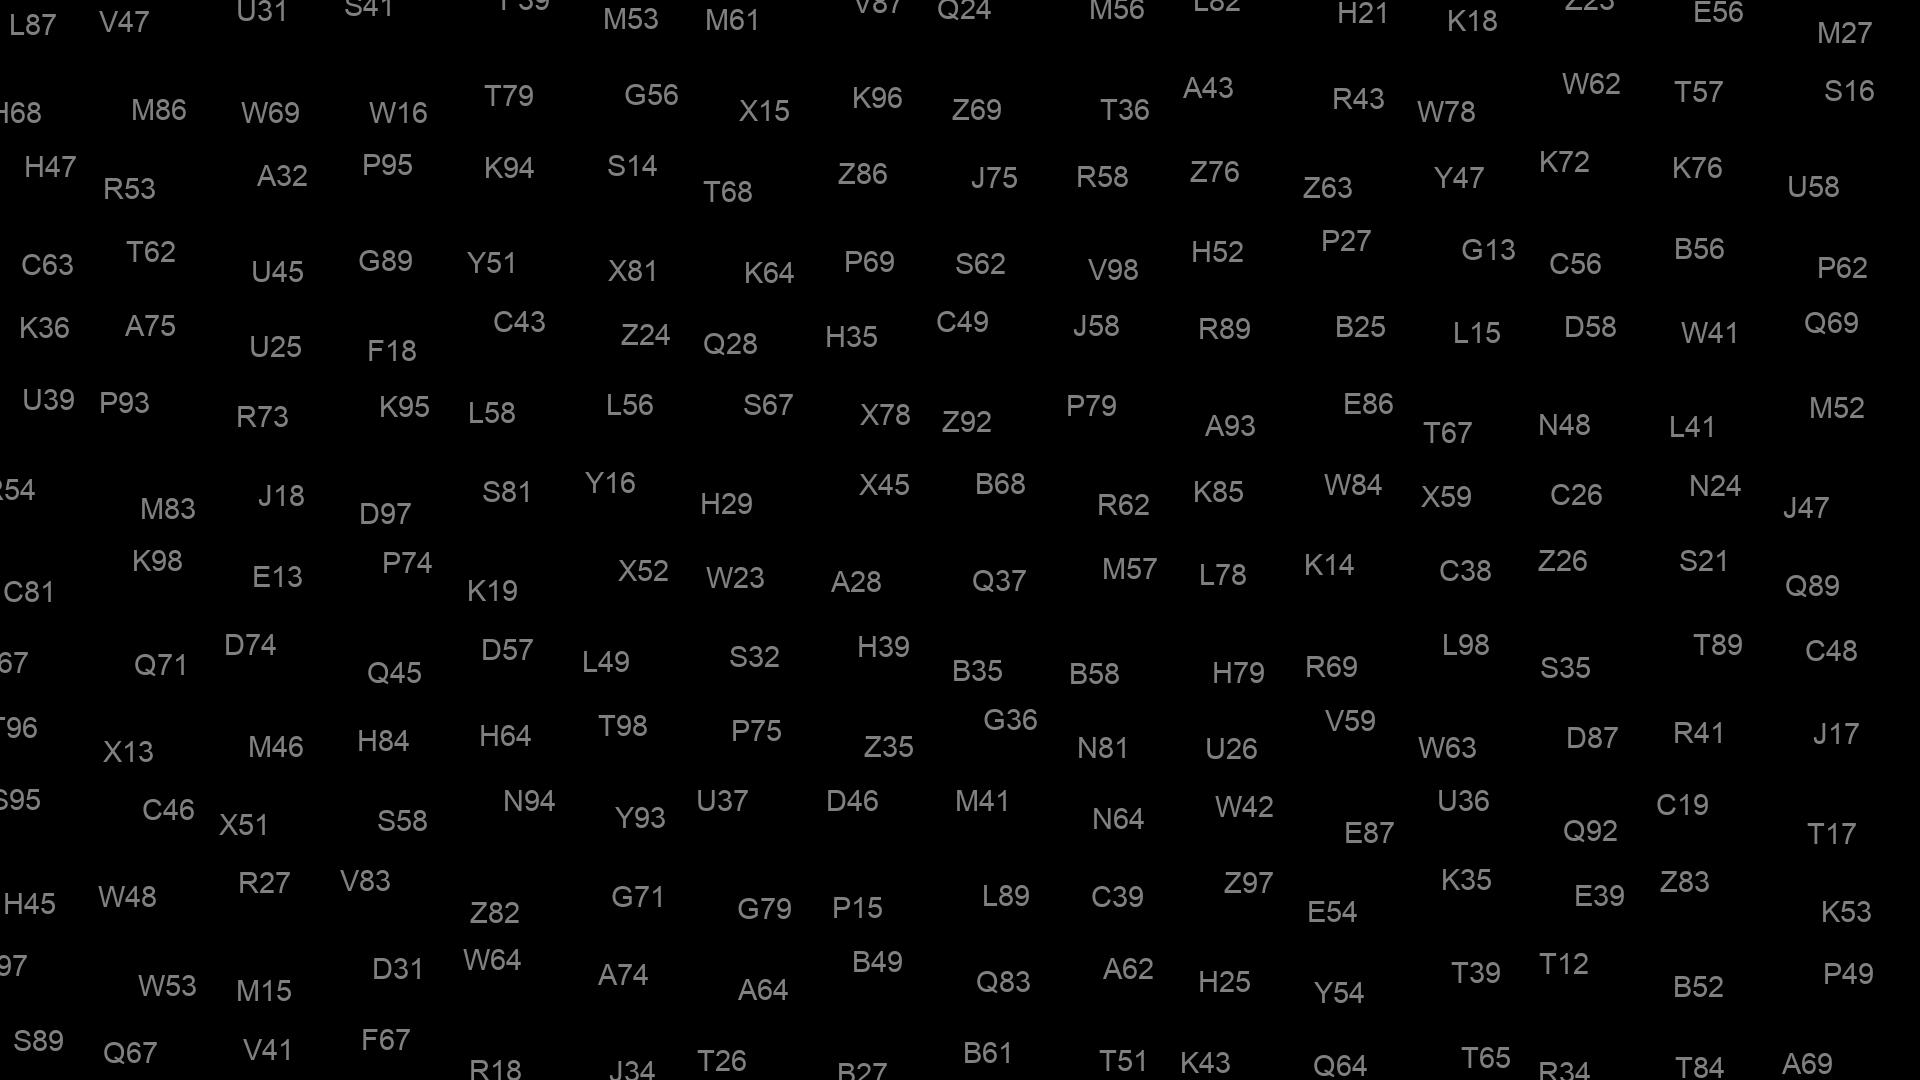 L87 V47 U31 S41 M53 M61 V87 Q24 M56 L82 H21 K18 Z23 E56 M27
H68 M86 W69 W16 T79 G56 X15 K96 Z69 T36 A43 R43 W78 W62 T57 S16
H47 R53 A32 P95 K94 S14 T68 Z86 J75 R58 Z76 Z63 Y47 K72 K76 U58
C63 T62 U45 G89 Y51 X81 K64 P69 S62 V98 H52 P27 G13 C56 B56 P62
K36 A75 U25 F18 C43 Z24 Q28 H35 C49 J58 R89 B25 L15 D58 W41 Q69
U39 P93 R73 K95 L58 L56 S67 X78 Z92 P79 A93 E86 T67 N48 L41 M52
R54 M83 J18 D97 S81 Y16 H29 X45 B68 R62 K85 W84 X59 C26 N24 J47
C81 K98 E13 P74 K19 X52 W23 A28 Q37 M57 L78 K14 C38 Z26 S21 Q89
67 Q71 D74 Q45 D57 L49 S32 H39 B35 B58 H79 R69 L98 S35 T89 C48
T96 X13 M46 H84 H64 T98 P75 Z35 G36 N81 U26 V59 W63 D87 R41 J17
S95 C46 X51 S58 N94 Y93 U37 D46 M41 N64 W42 E87 U36 Q92 C19 T17
H45 W48 R27 V83 Z82 G71 G79 P15 L89 C39 Z97 E54 K35 E39 Z83 K53
97 W53 M15 D31 W64 A74 A64 B49 Q83 A62 H25 Y54 T39 T12 B52 P49
S89 Q67 V41 F67 R18 J34 T26 B27 B61 T51 K43 Q64 T65 R34 T84 A69